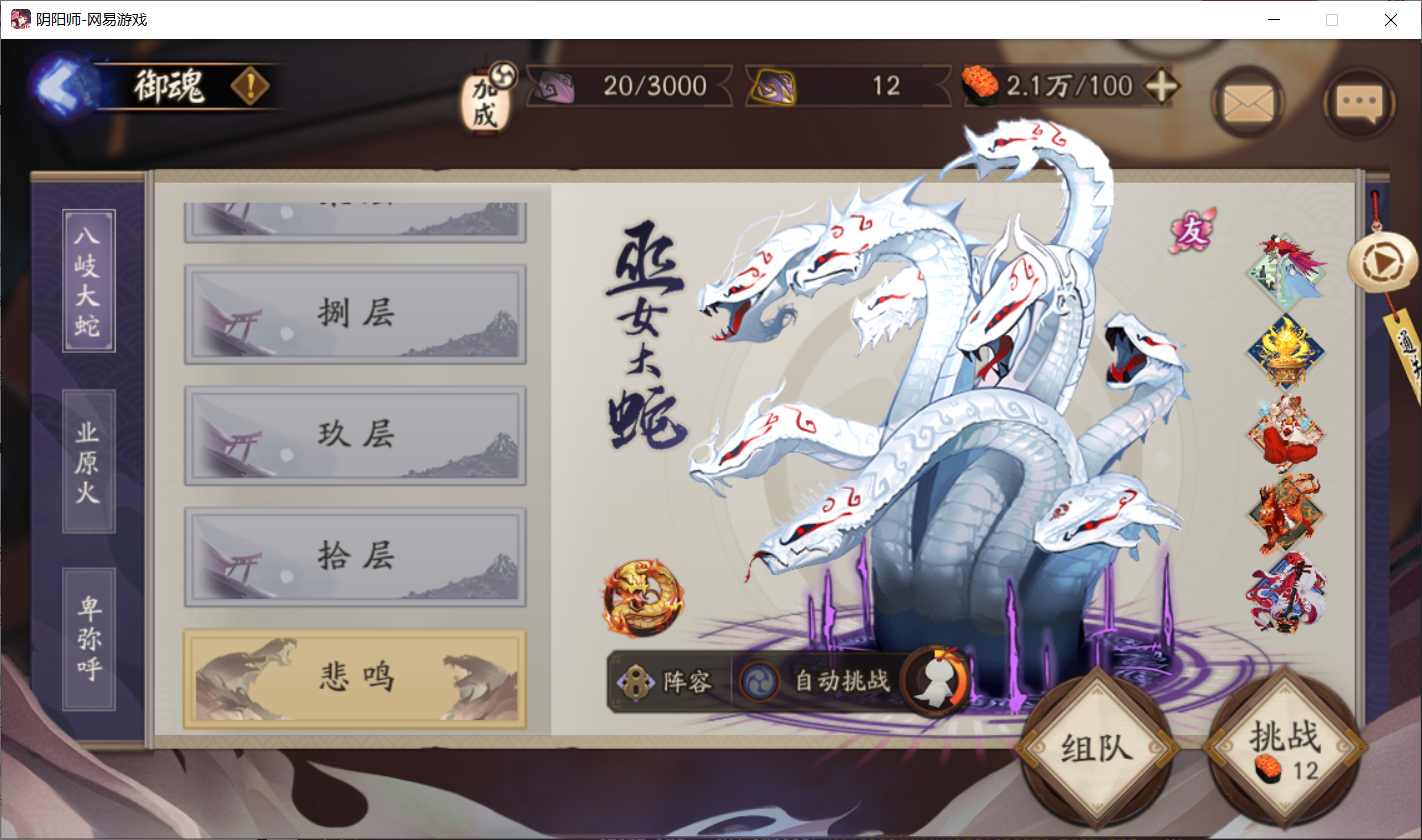 阴阳师-网易游戏
御魂
加成
20/3000
12
2.1万/100
八岐大蛇
业原火
卑弥呼
捌层
玖层
拾层
悲鸣
巫女大蛇
友
阵容
自动挑战
组队
挑战
12